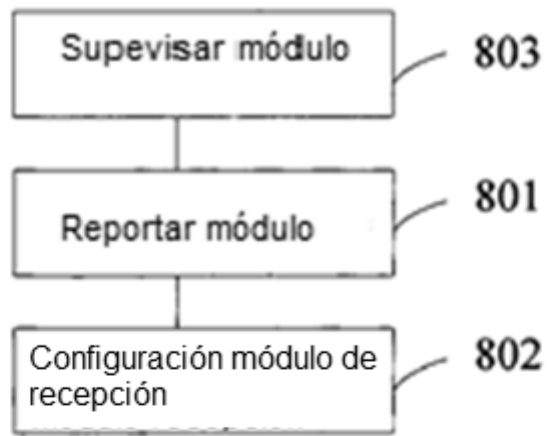 Supevisar módulo
803
Reportar módulo
801
Configuración módulo de
recepción
802